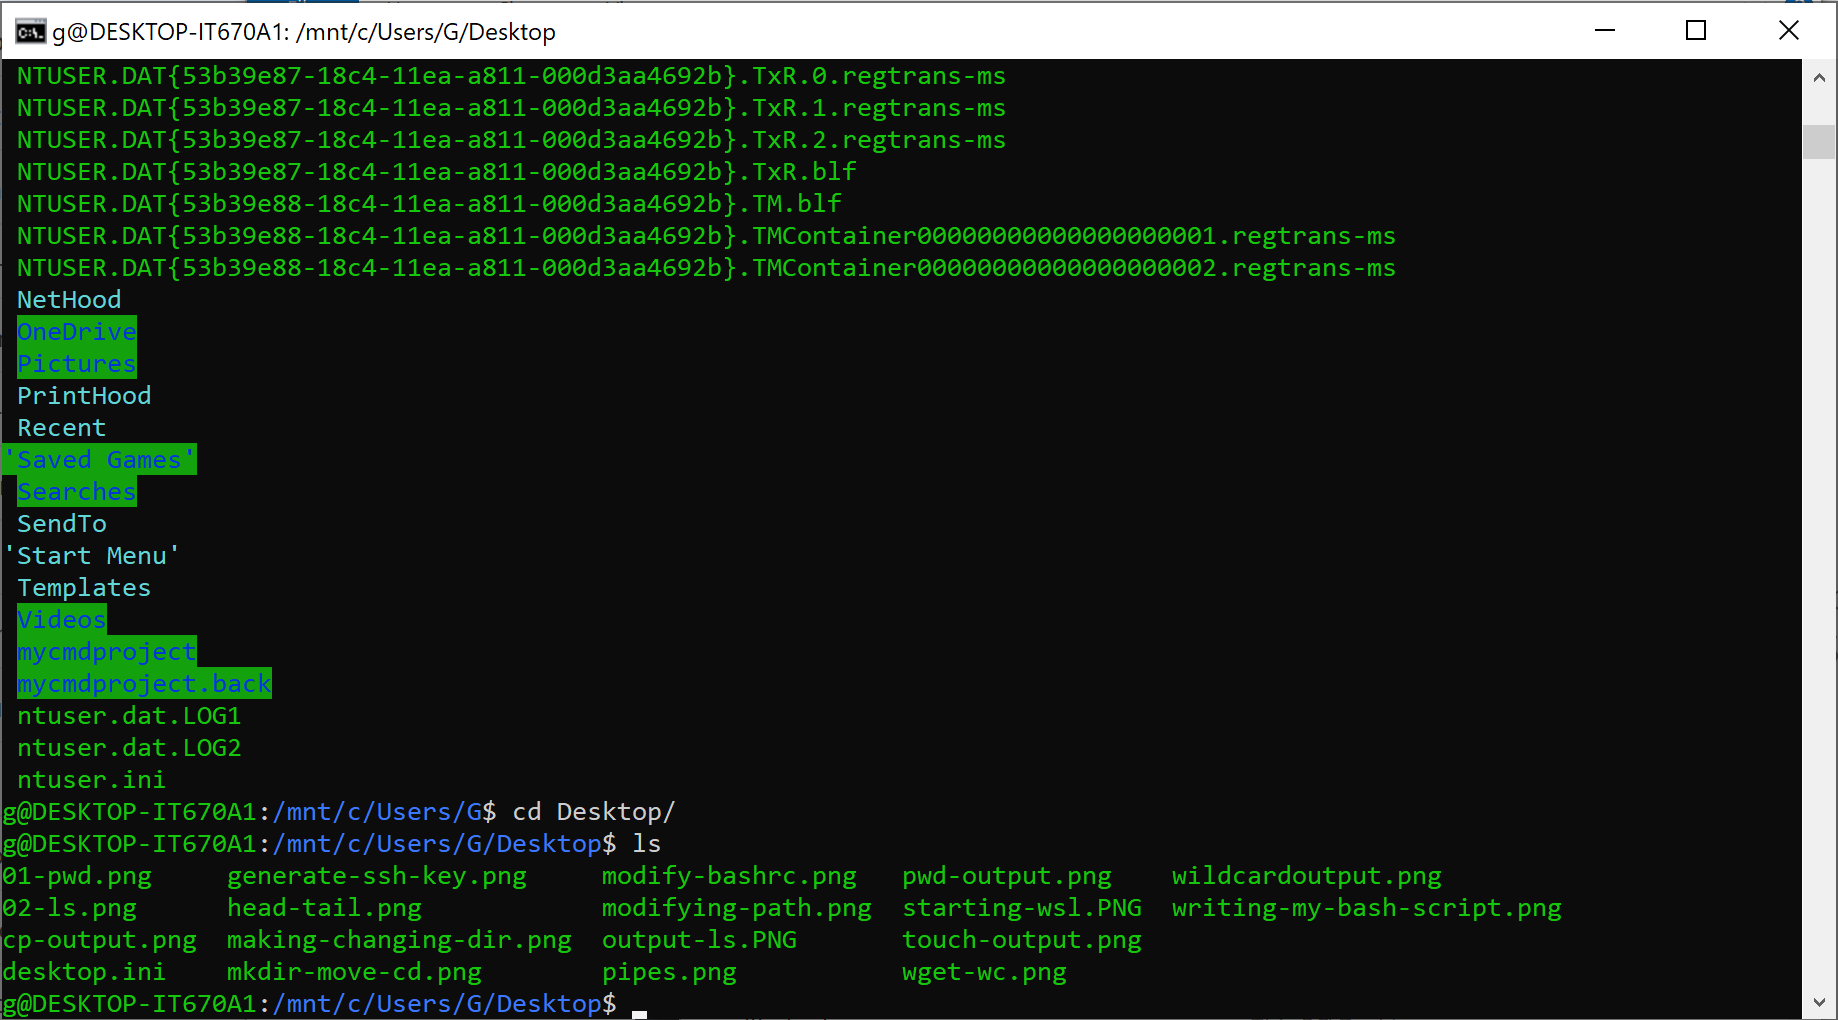 g@DESKTOP-IT670A1: /mnt/c/Users/G/Desktop
NTUSER.DAT{53b39e87-18c4-11ea-a811-000d3aa4692b}.TxR.0.regtrans-ms
NTUSER.DAT{53b39e87-18c4-11ea-a811-000d3aa4692b}.TxR.1.regtrans-ms
NTUSER.DAT{53b39e87-18c4-11ea-a811-000d3aa4692b}.TxR.2.regtrans-ms
NTUSER.DAT{53b39e87-18c4-11ea-a811-000d3aa4692b}.TxR.blf
NTUSER.DAT{53b39e88-18c4-11ea-a811-000d3aa4692b}.TM.blf
NTUSER.DAT{53b39e88-18c4-11ea-a811-000d3aa4692b}.TMContainer00000000000000000001.regtrans-ms
NTUSER.DAT{53b39e88-18c4-11ea-a811-000d3aa4692b}.TMContainer00000000000000000002.regtrans-ms
NetHood
OneDrive
Pictures
PrintHood
Recent
'Saved Games'
Searches
SendTo
'Start Menu'
Templates
Videos
mycmdproject
mycmdproject.back
ntuser.dat.LOG1
ntuser.dat.LOG2
ntuser.ini
g@DESKTOP-IT670A1:/mnt/c/Users/G$ cd Desktop/
g@DESKTOP-IT670A1:/mnt/c/Users/G/Desktop$ ls
01-pwd.png generate-ssh-key.png modify-bashrc.png pwd-output.png wildcardoutput.png
02-ls.png head-tail.png modifying-path.png starting-wsl.PNG writing-my-bash-script.png
cp-output.png making-changing-dir.png output-ls.PNG touch-output.png
desktop.ini mkdir-move-cd.png pipes.png wget-wc.png
g@DESKTOP-IT670A1:/mnt/c/Users/G/Desktop$